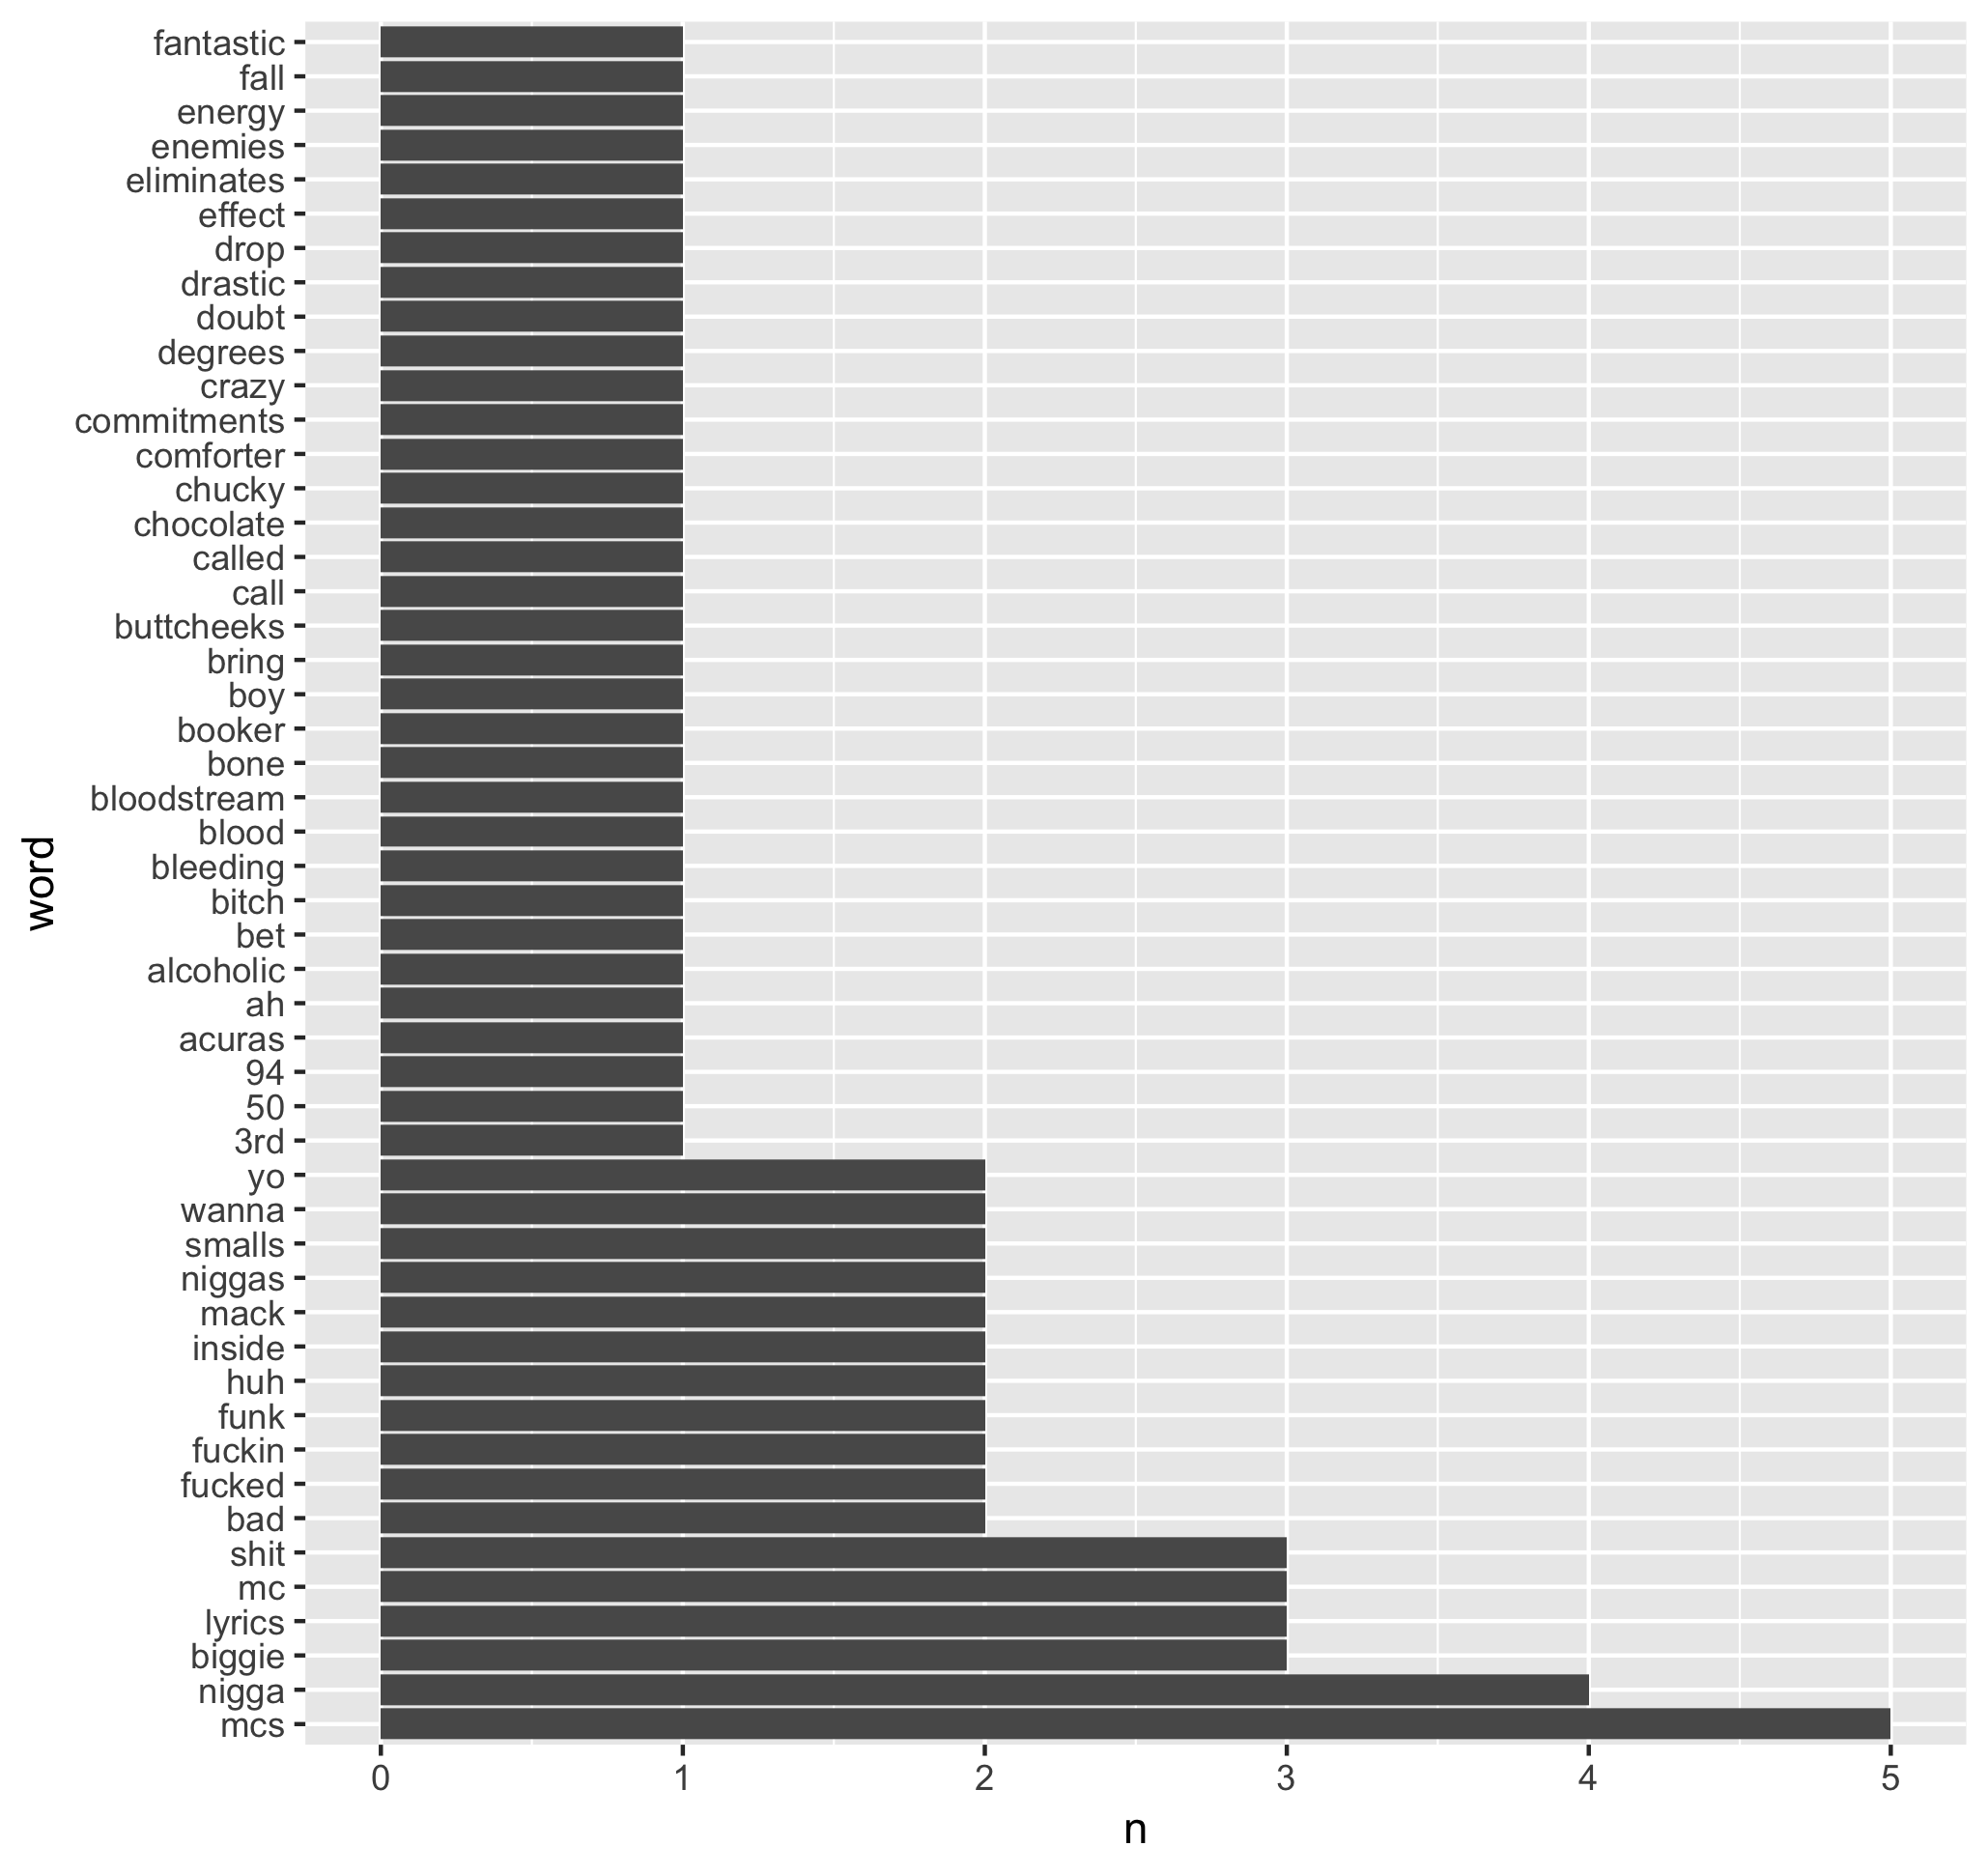 fantastic
fall
energy
enemies
eliminates
effect
drop
drastic
doubt
degrees
crazy
commitments
comforter
chucky
chocolate
called
call
buttcheeks
bring
boy
booker
bone
bloodstream
blood
bleeding
bitch
bet
alcoholic
ah
acuras
94
50
3rd
yo
wanna
smalls
niggas
mack
inside
huh
funk
fuckin
fucked
bad
shit
mc
lyrics
biggie
nigga
mcs
word
0 1 2 3 4 5
n